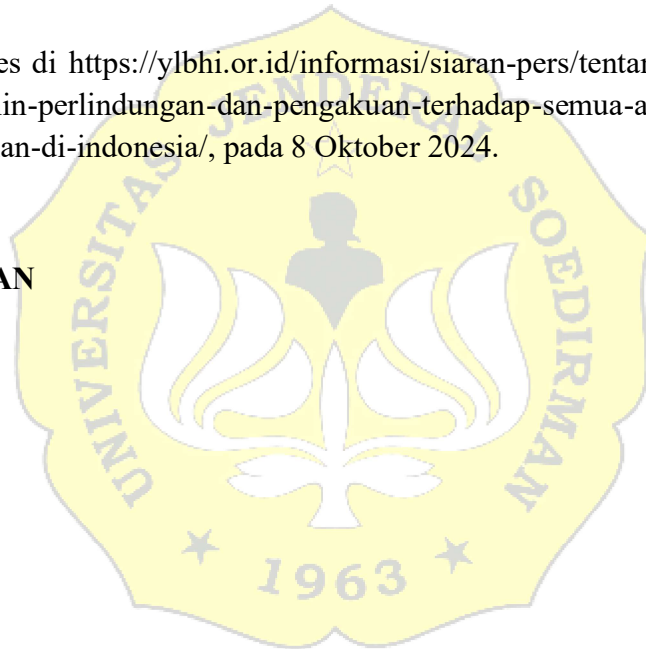 es di https://ylbhi.or.id/informasi/siaran-pers/tentan
in-perlindungan-dan-pengakuan-terhadap-semua-a
an-di-indonesia/, pada 8 Oktober 2024.
AN
UNIVERSITAS JENDERAL SOEDIRMAN
1963